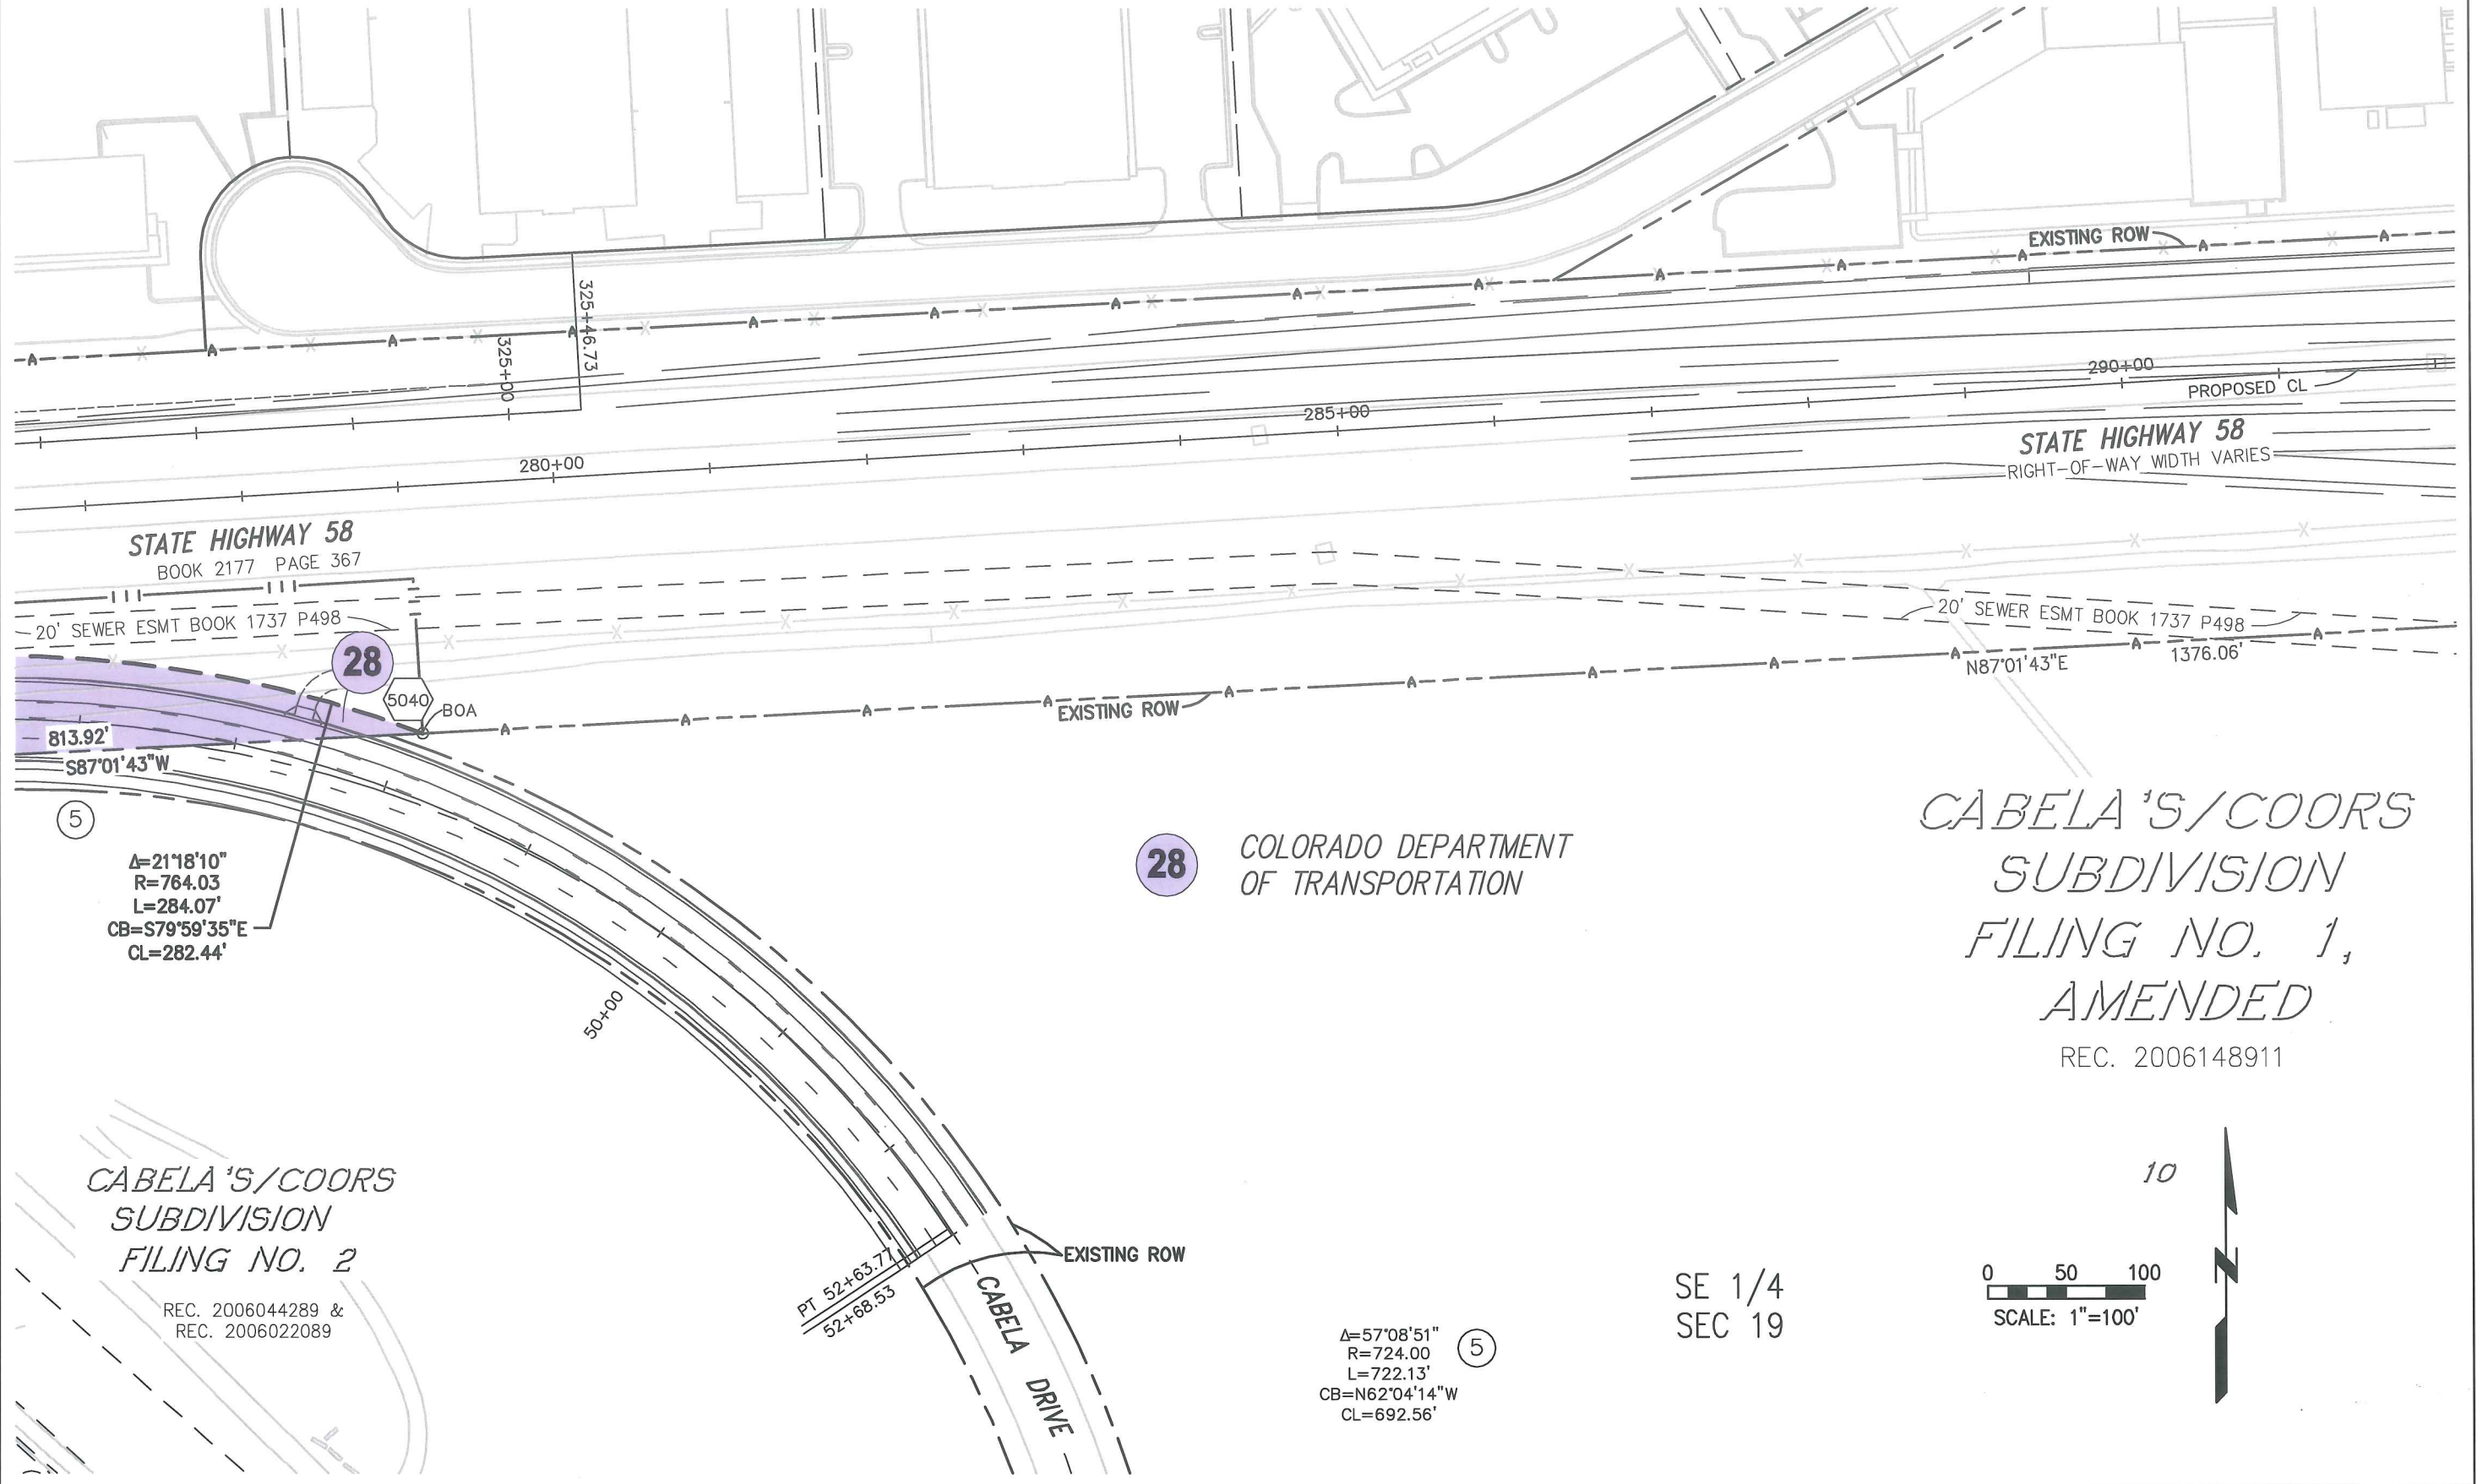 EXISTING ROW
A A A A A A A A A A A A A A
325+46.73
325+00
290+00
PROPOSED CL
285+00
STATE HIGHWAY 58
RIGHT-OF-WAY WIDTH VARIES
280+00
STATE HIGHWAY 58
BOOK 2177 PAGE 367
20' SEWER ESMT BOOK 1737 P498
20' SEWER ESMT BOOK 1737 P498
28
5040
BOA
A A A A A A A A A A A
N87°01'43"E
1376.06'
EXISTING ROW
813.92'
S87°01'43"W
5
Δ=21°18'10"
R=764.03
L=284.07'
CB=S79°59'35"E
CL=282.44'
28
COLORADO DEPARTMENT
OF TRANSPORTATION
CABELA'S/COORS
SUBDIVISION
FILING NO. 1,
AMENDED
REC. 2006148911
50+00
CABELA'S/COORS
SUBDIVISION
FILING NO. 2
REC. 2006044289 &
REC. 2006022089
PT 52+63.77
52+68.53
EXISTING ROW
CABELA DRIVE
Δ=57°08'51"
R=724.00
L=722.13'
CB=N62°04'14"W
CL=692.56'
5
SE 1/4
SEC 19
10
N
0 50 100
SCALE: 1"=100'